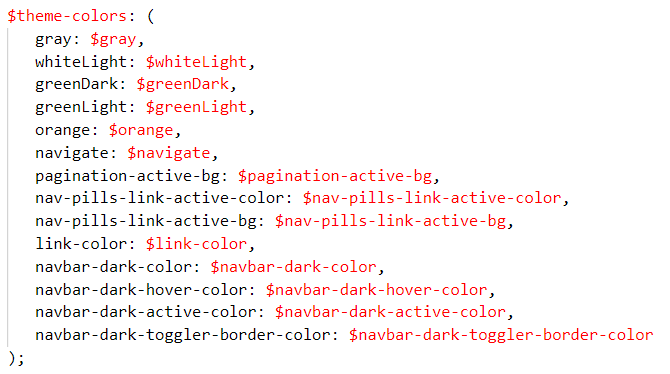 $theme-colors: (
gray: $gray,
whiteLight: $whiteLight,
greenDark: $greenDark,
greenLight: $greenLight,
orange: $orange,
navigate: $navigate,
pagination-active-bg: $pagination-active-bg,
nav-pills-link-active-color: $nav-pills-link-active-color,
nav-pills-link-active-bg: $nav-pills-link-active-bg,
link-color: $link-color,
navbar-dark-color: $navbar-dark-color,
navbar-dark-hover-color: $navbar-dark-hover-color,
navbar-dark-active-color: $navbar-dark-active-color,
navbar-dark-toggler-border-color: $navbar-dark-toggler-border-color
);